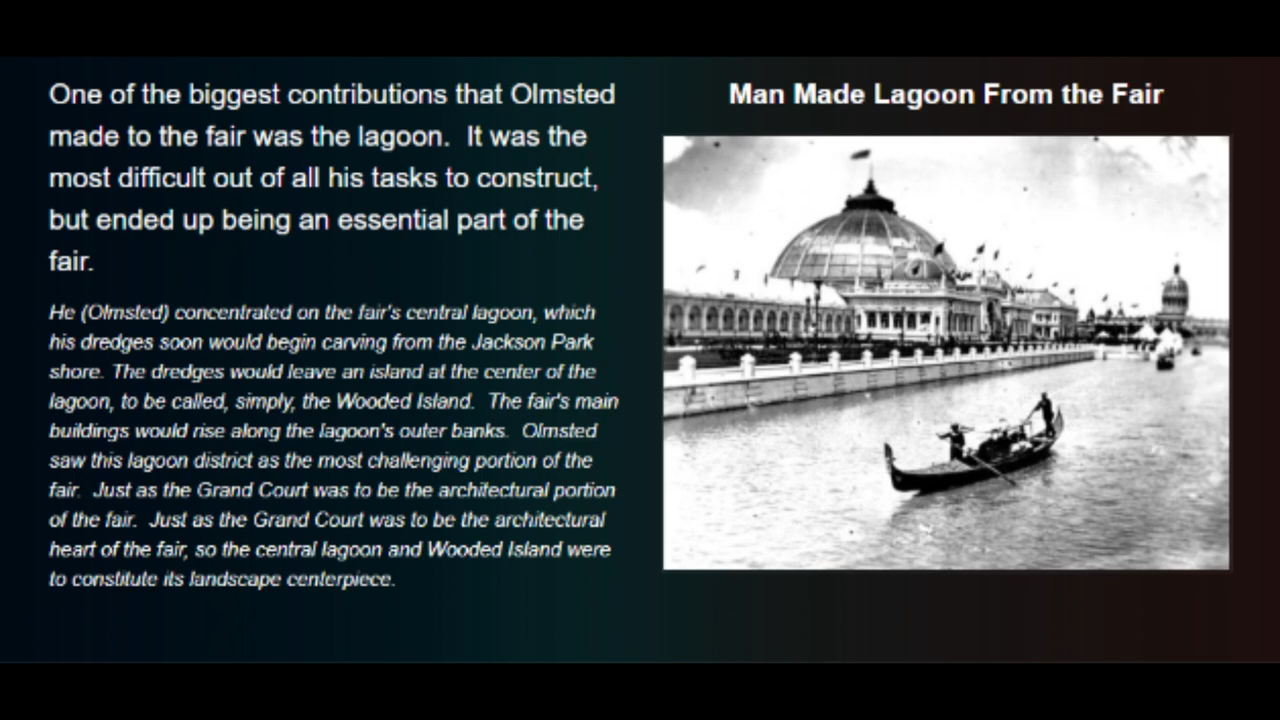 One of the biggest contributions that Olmsted
made to the fair was the lagoon.  It was the
most difficult out of all his tasks to construct,
but ended up being an essential part of the
fair.
He (Olmsted) concentrated on the fair's central lagoon, which
his dredges soon would begin carving from the Jackson Park
shore. The dredges would leave an island at the center of the
lagoon, to be called, simply, the Wooded Island.  The fair's main
buildings would rise along the lagoon's outer banks.  Olmsted
saw this lagoon district as the most challenging portion of the
fair.  Just as the Grand Court was to be the architectural portion
of the fair.  Just as the Grand Court was to be the architectural
heart of the fair, so the central lagoon and Wooded Island were
to constitute its landscape centerpiece.
Man Made Lagoon From the Fair